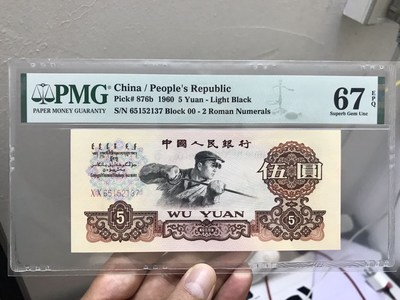 PMG
PAPER MONEY GUARANTY
China / People's Republic
Pick# 876b 1960 5 Yuan - Light Black
S/N 65152137 Block 00 - 2 Roman Numerals
67 EPQ
Superb Gem Unc
中國人民銀行
伍圓
5
WU YUAN
5